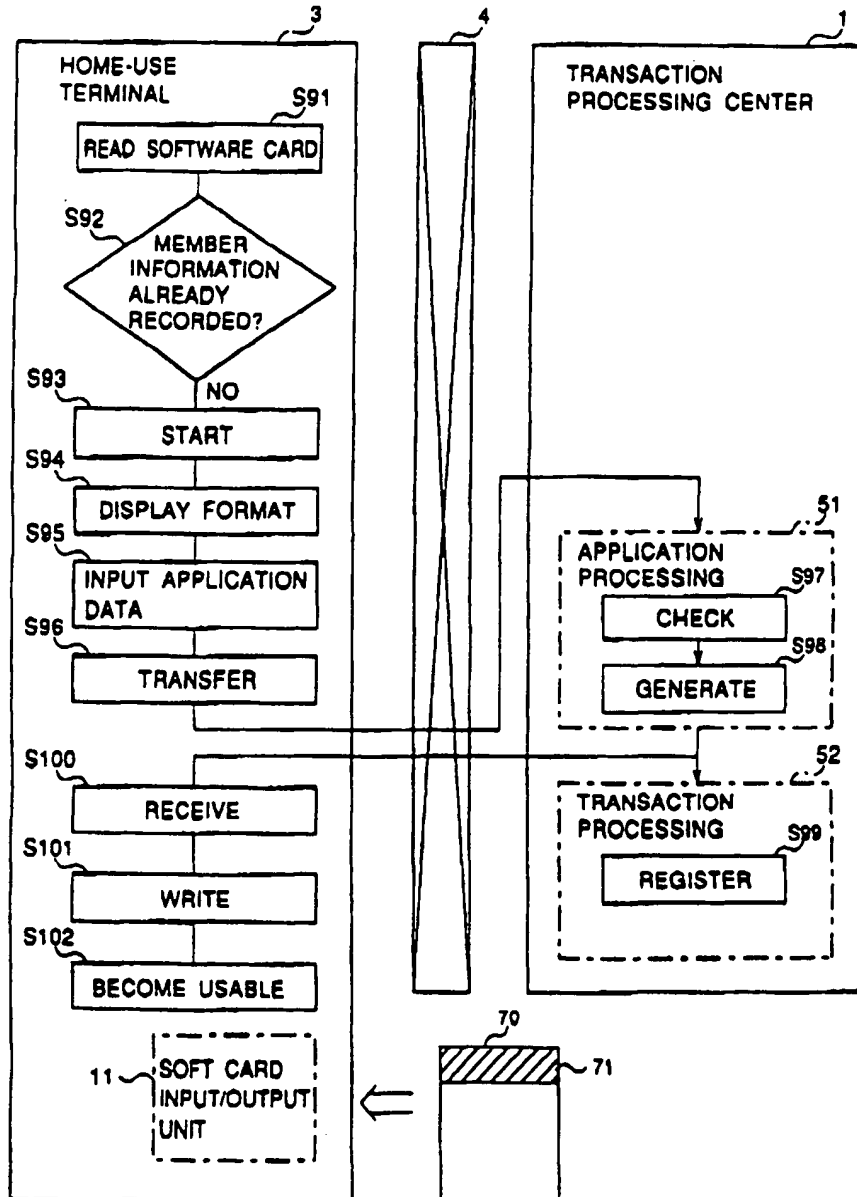 3
4
1
HOME-USE
TERMINAL
TRANSACTION
PROCESSING CENTER
S91
READ SOFTWARE CARD
S92
MEMBER
INFORMATION
ALREADY
RECORDED?
NO
S93
START
S94
DISPLAY FORMAT
S95
INPUT APPLICATION
DATA
S96
TRANSFER
51
APPLICATION
PROCESSING
S97
CHECK
S98
GENERATE
S100
RECEIVE
S101
WRITE
S102
BECOME USABLE
52
TRANSACTION
PROCESSING
S99
REGISTER
11
SOFT CARD
INPUT/OUTPUT
UNIT
70
71